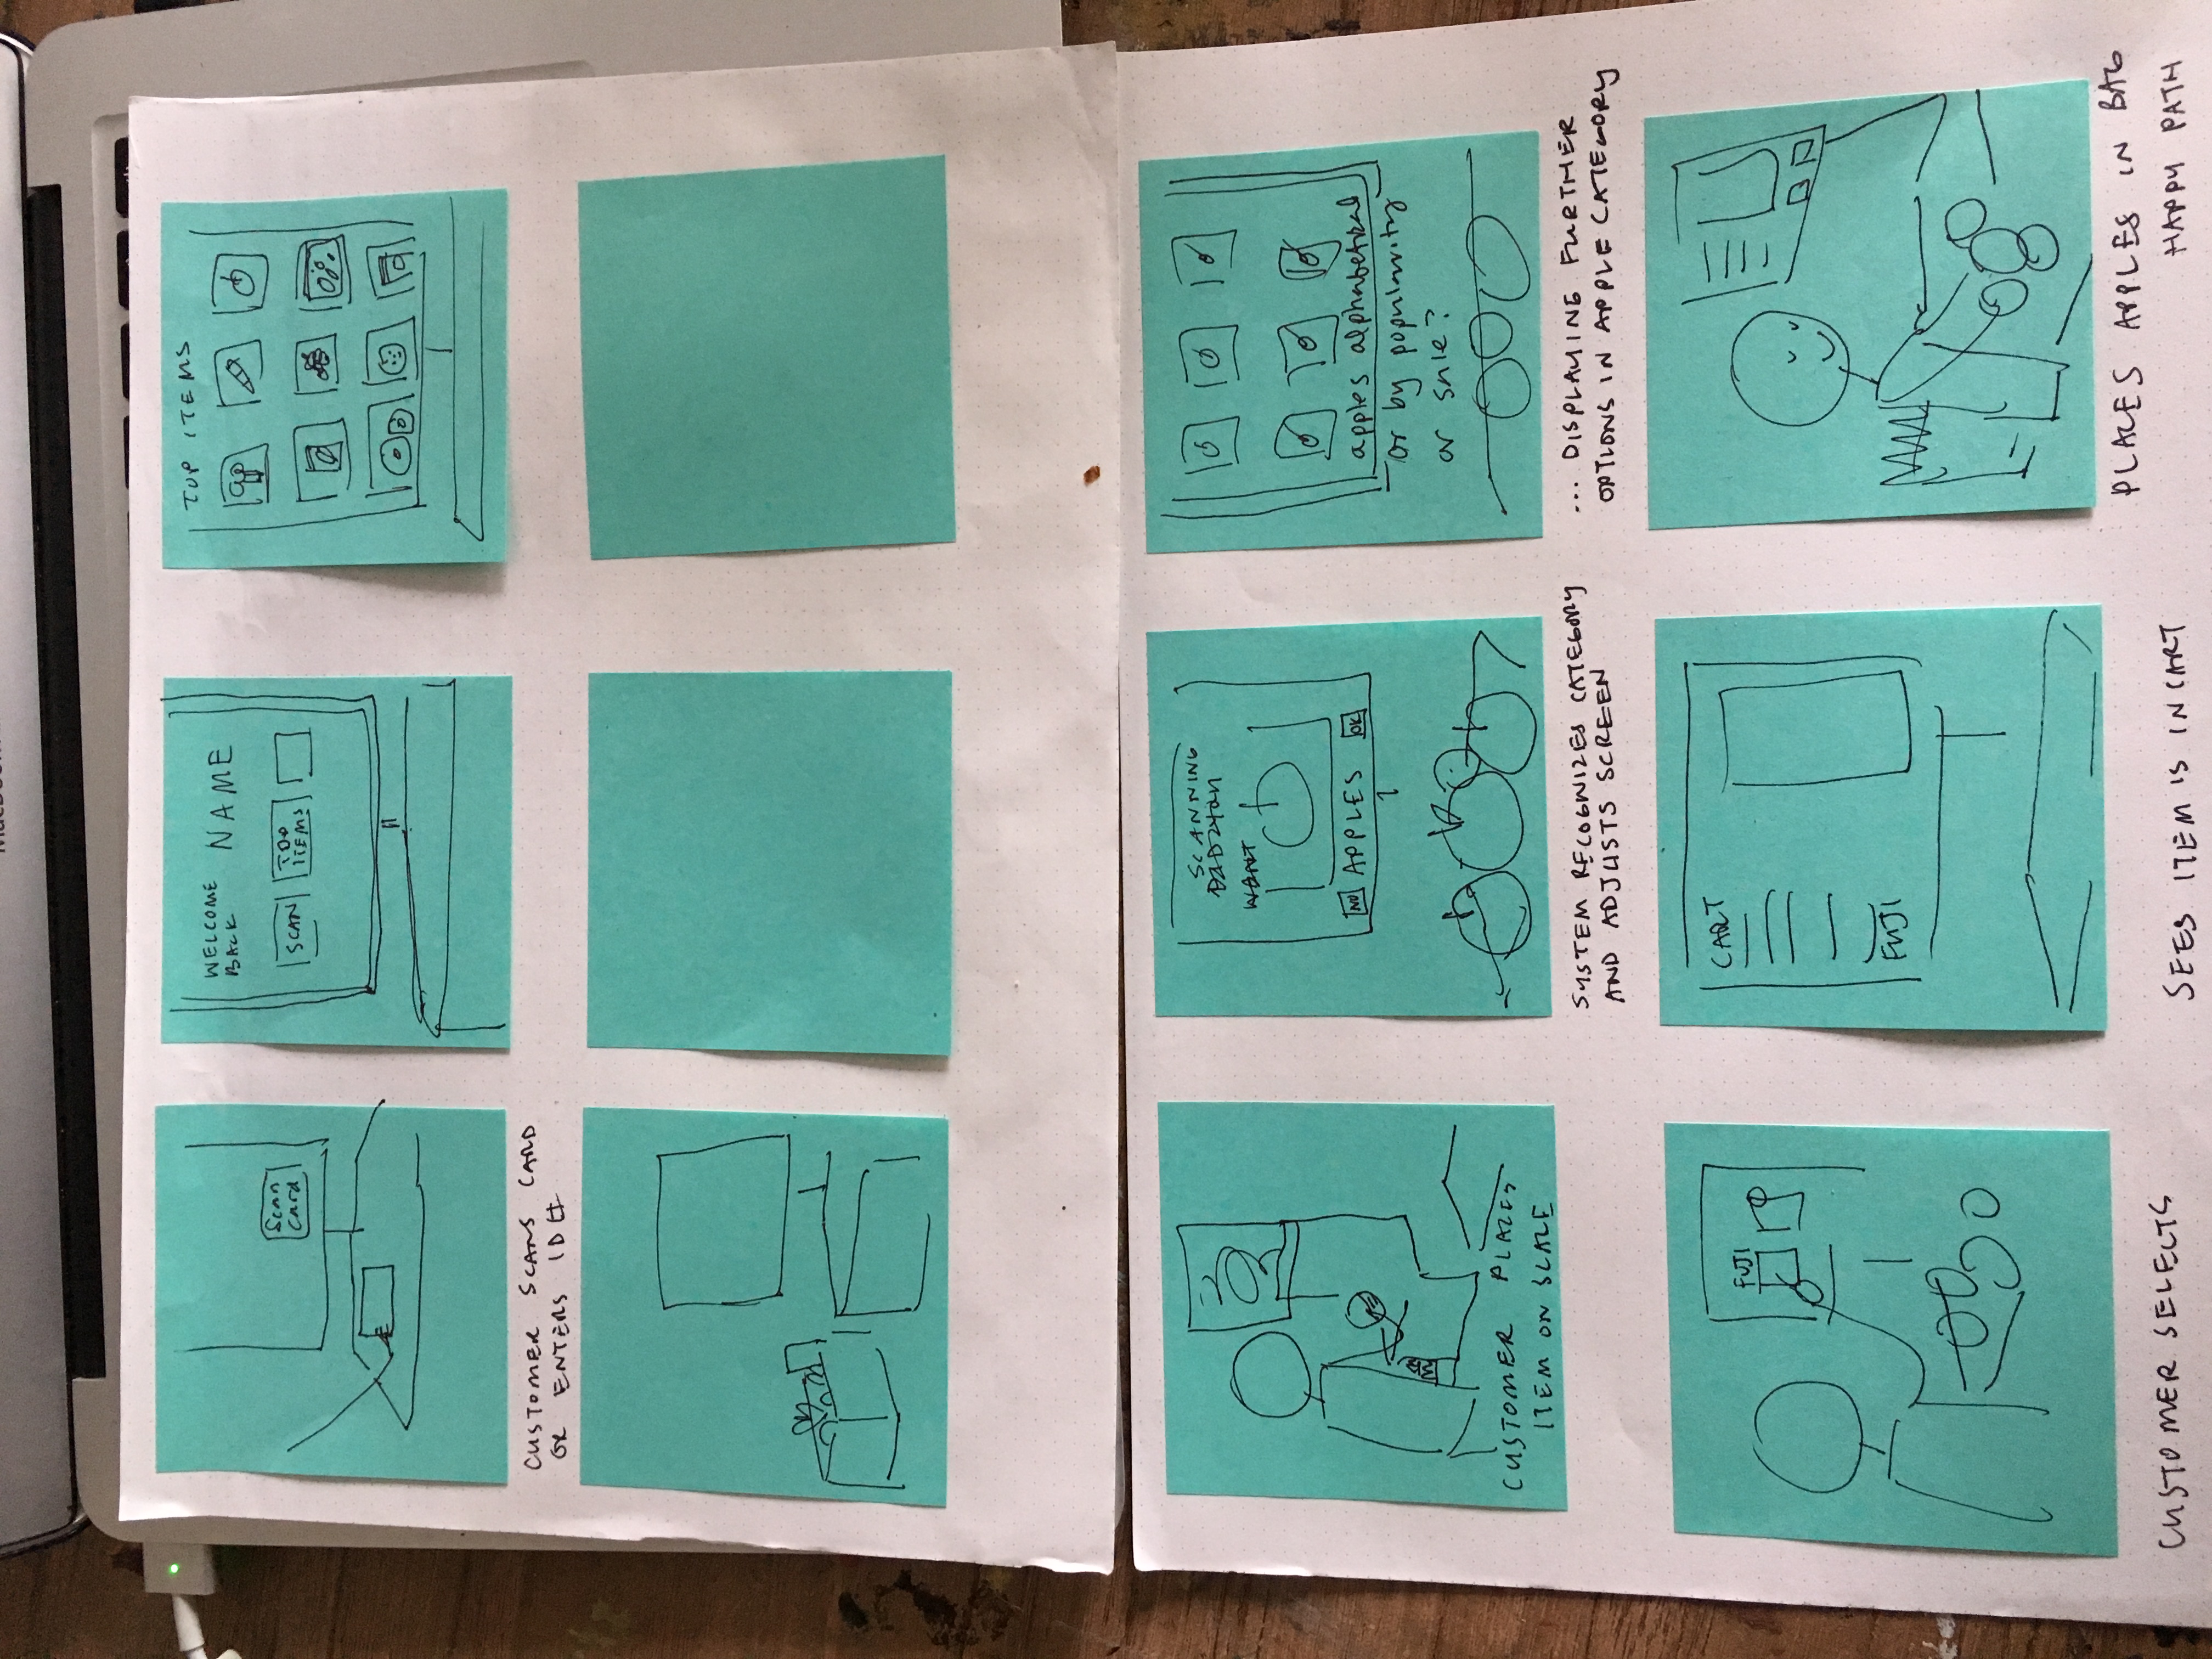 Scan
Card
CUSTOMER SCANS CARD
OR ENTERS ID#
WELCOME
BACK
NAME
SCAN
TOP
ITEMS
TOP ITEMS
CUSTOMER PLACES
ITEM ON SCALE
SCANNING
WANT
NO APPLES OK
SYSTEM RECOGNIZES CATEGORY
AND ADJUSTS SCREEN
apples alphabetical
or by popularity
or sale?
... DISPLAYING FURTHER
OPTIONS IN APPLE CATEGORY
FUJI
CUSTOMER SELECTS
CART
FUJI
SEES ITEM IS IN CART
PLACES APPLES IN BAG
HAPPY PATH